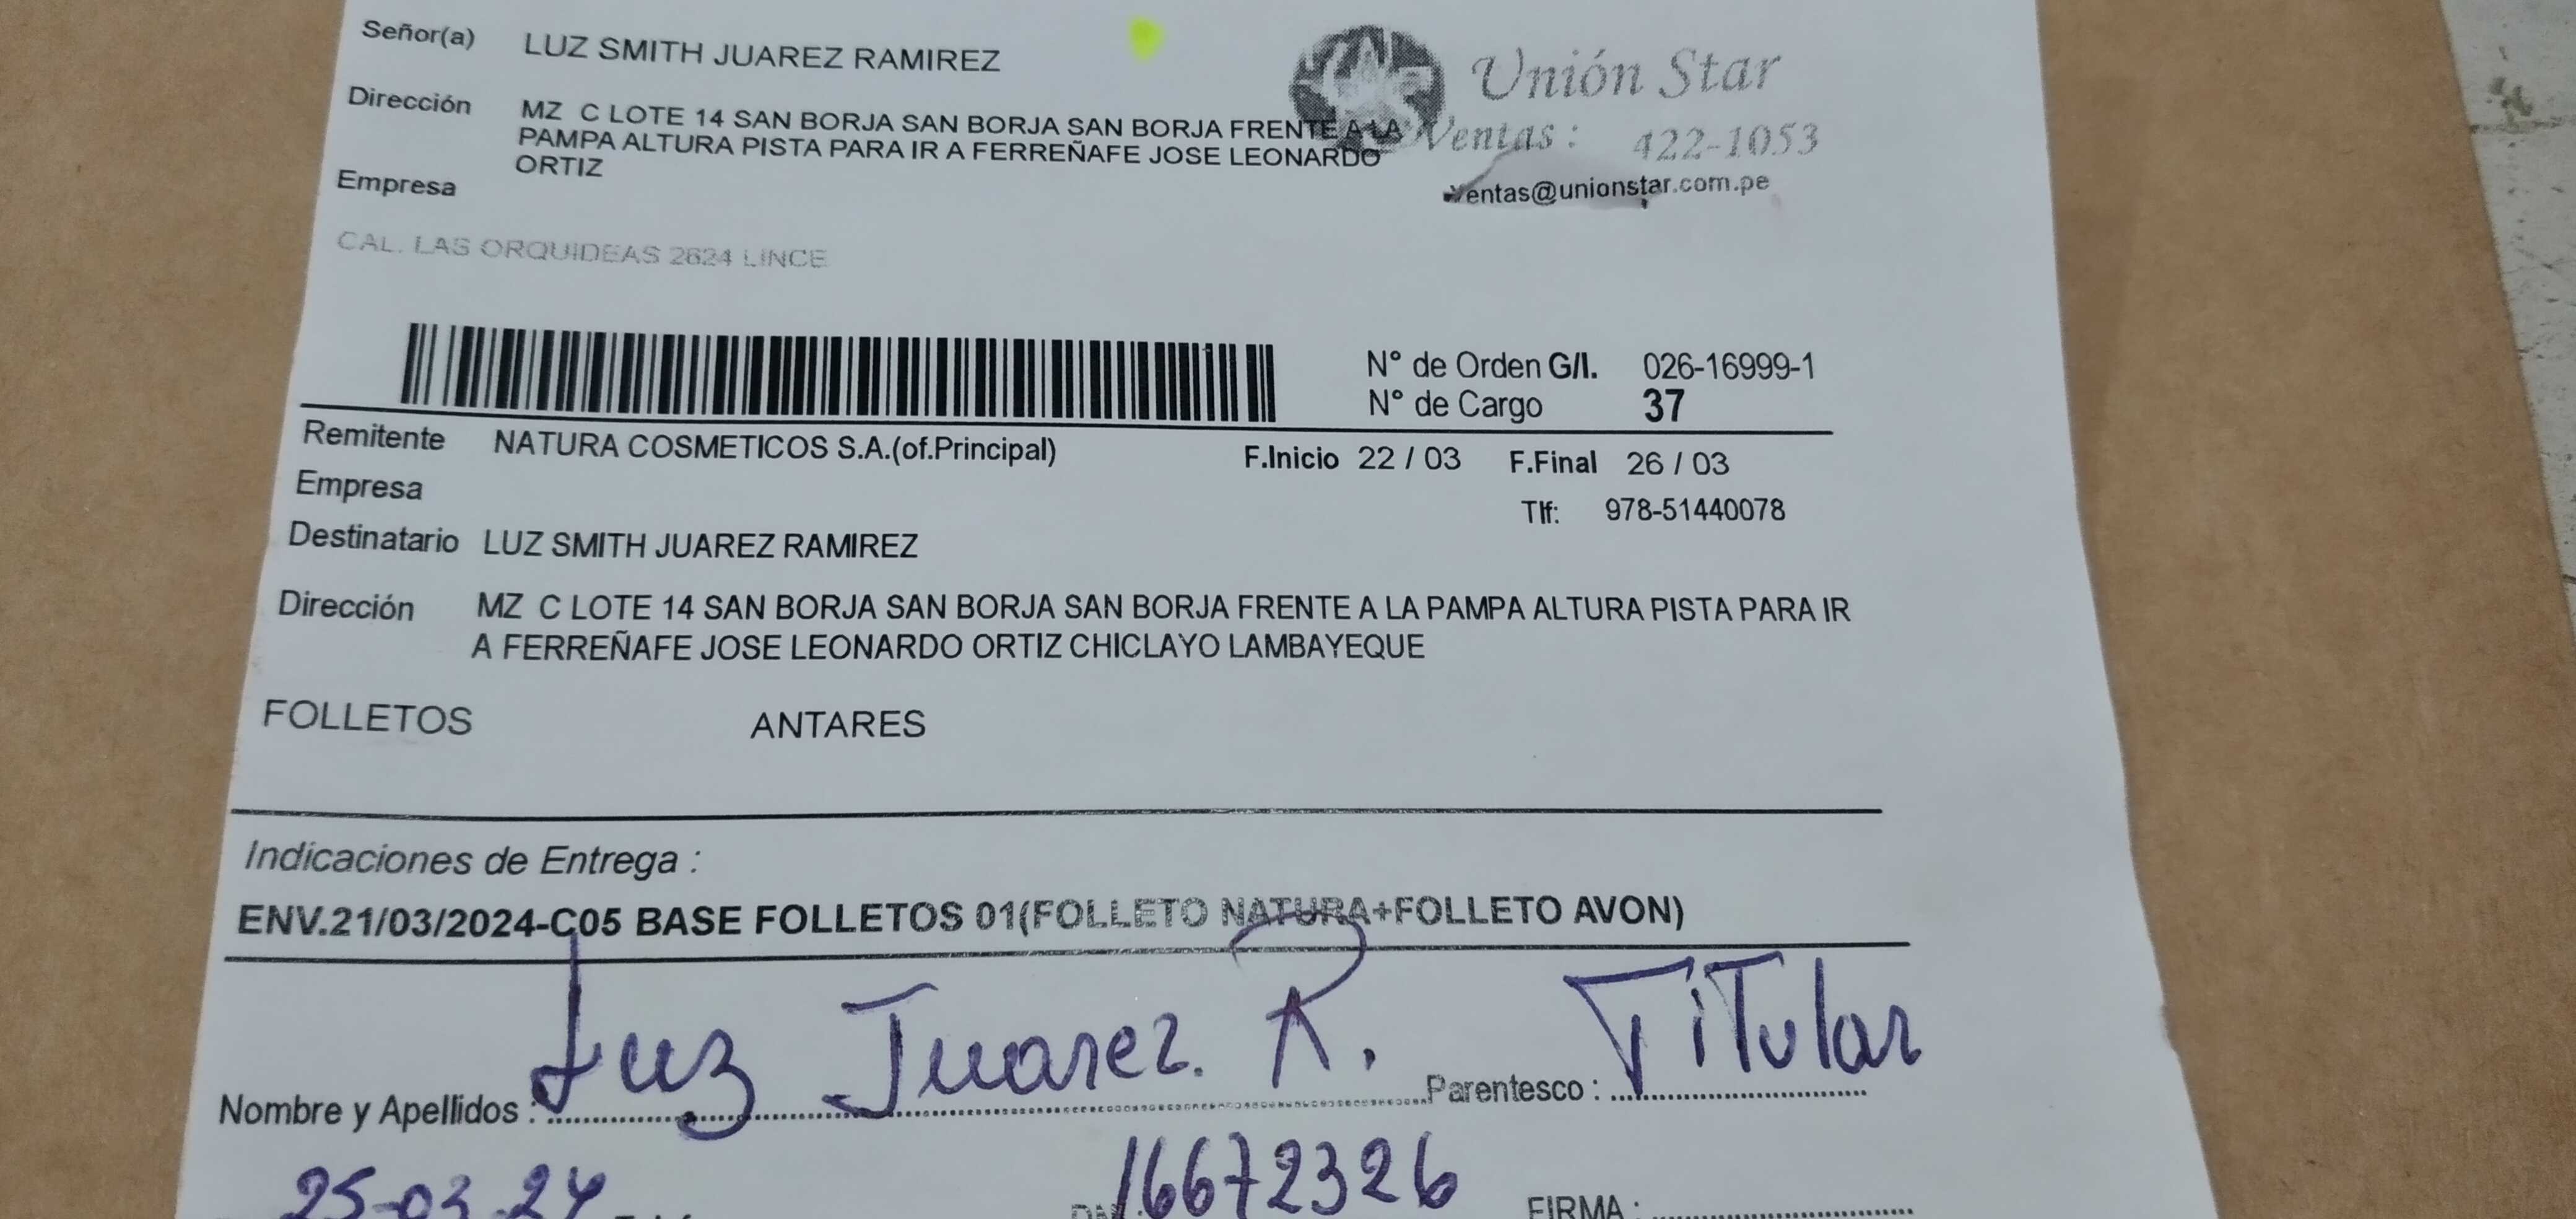 Señor(a) LUZ SMITH JUAREZ RAMIREZ
Unión Star
Dirección MZ C LOTE 14 SAN BORJA SAN BORJA SAN BORJA FRENTE A LA
PAMPA ALTURA PISTA PARA IR A FERREÑAFE JOSE LEONARDO
ORTIZ
Ventas : 422-1053
ventas@unionstar.com.pe
Empresa
CAL. LAS ORQUIDEAS 2624 LINCE
N° de Orden G/I. 026-16999-1
N° de Cargo 37
Remitente NATURA COSMETICOS S.A.(of.Principal) F.Inicio 22 / 03 F.Final 26 / 03
Empresa
Tlf: 978-51440078
Destinatario LUZ SMITH JUAREZ RAMIREZ
Dirección MZ C LOTE 14 SAN BORJA SAN BORJA SAN BORJA FRENTE A LA PAMPA ALTURA PISTA PARA IR
A FERREÑAFE JOSE LEONARDO ORTIZ CHICLAYO LAMBAYEQUE
FOLLETOS ANTARES
Indicaciones de Entrega :
ENV.21/03/2024-C05 BASE FOLLETOS 01(FOLLETO NATURA+FOLLETO AVON)
Nombre y Apellidos : Luz Juarez. R. Parentesco : Titular
25-03-24 16672326 FIRMA :